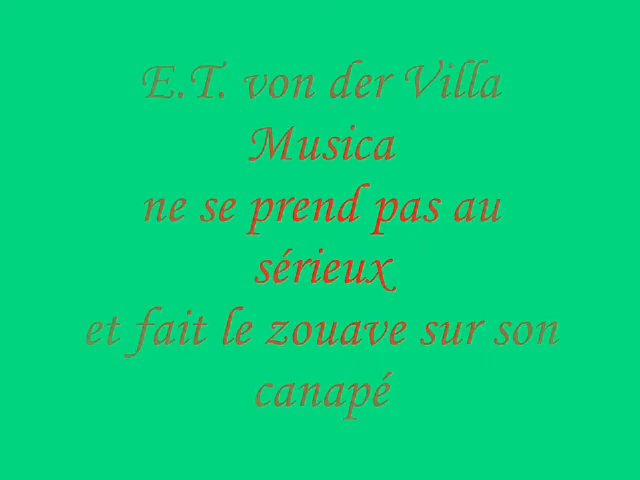 E.T. von der Villa
Musica
ne se prend pas au
sérieux
et fait le zouave sur son
canapé